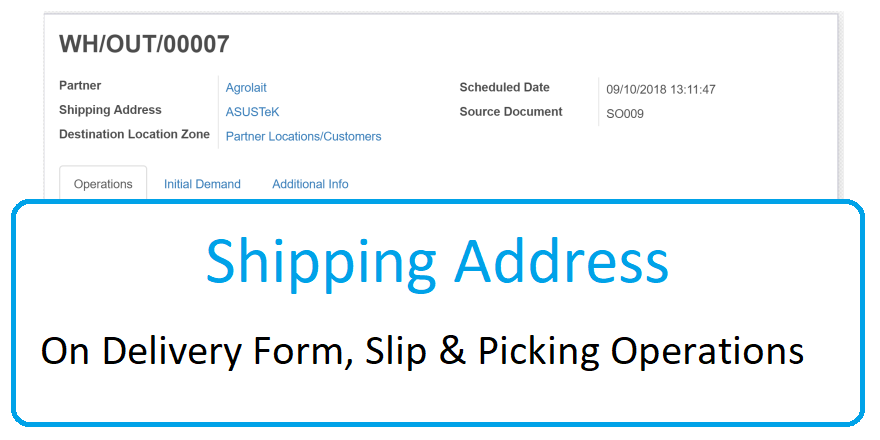 WH/OUT/00007
Partner Agrolait Scheduled Date 09/10/2018 13:11:47
Shipping Address ASUSTeK Source Document SO009
Destination Location Zone Partner Locations/Customers
Operations Initial Demand Additional Info
Shipping Address
On Delivery Form, Slip & Picking Operations